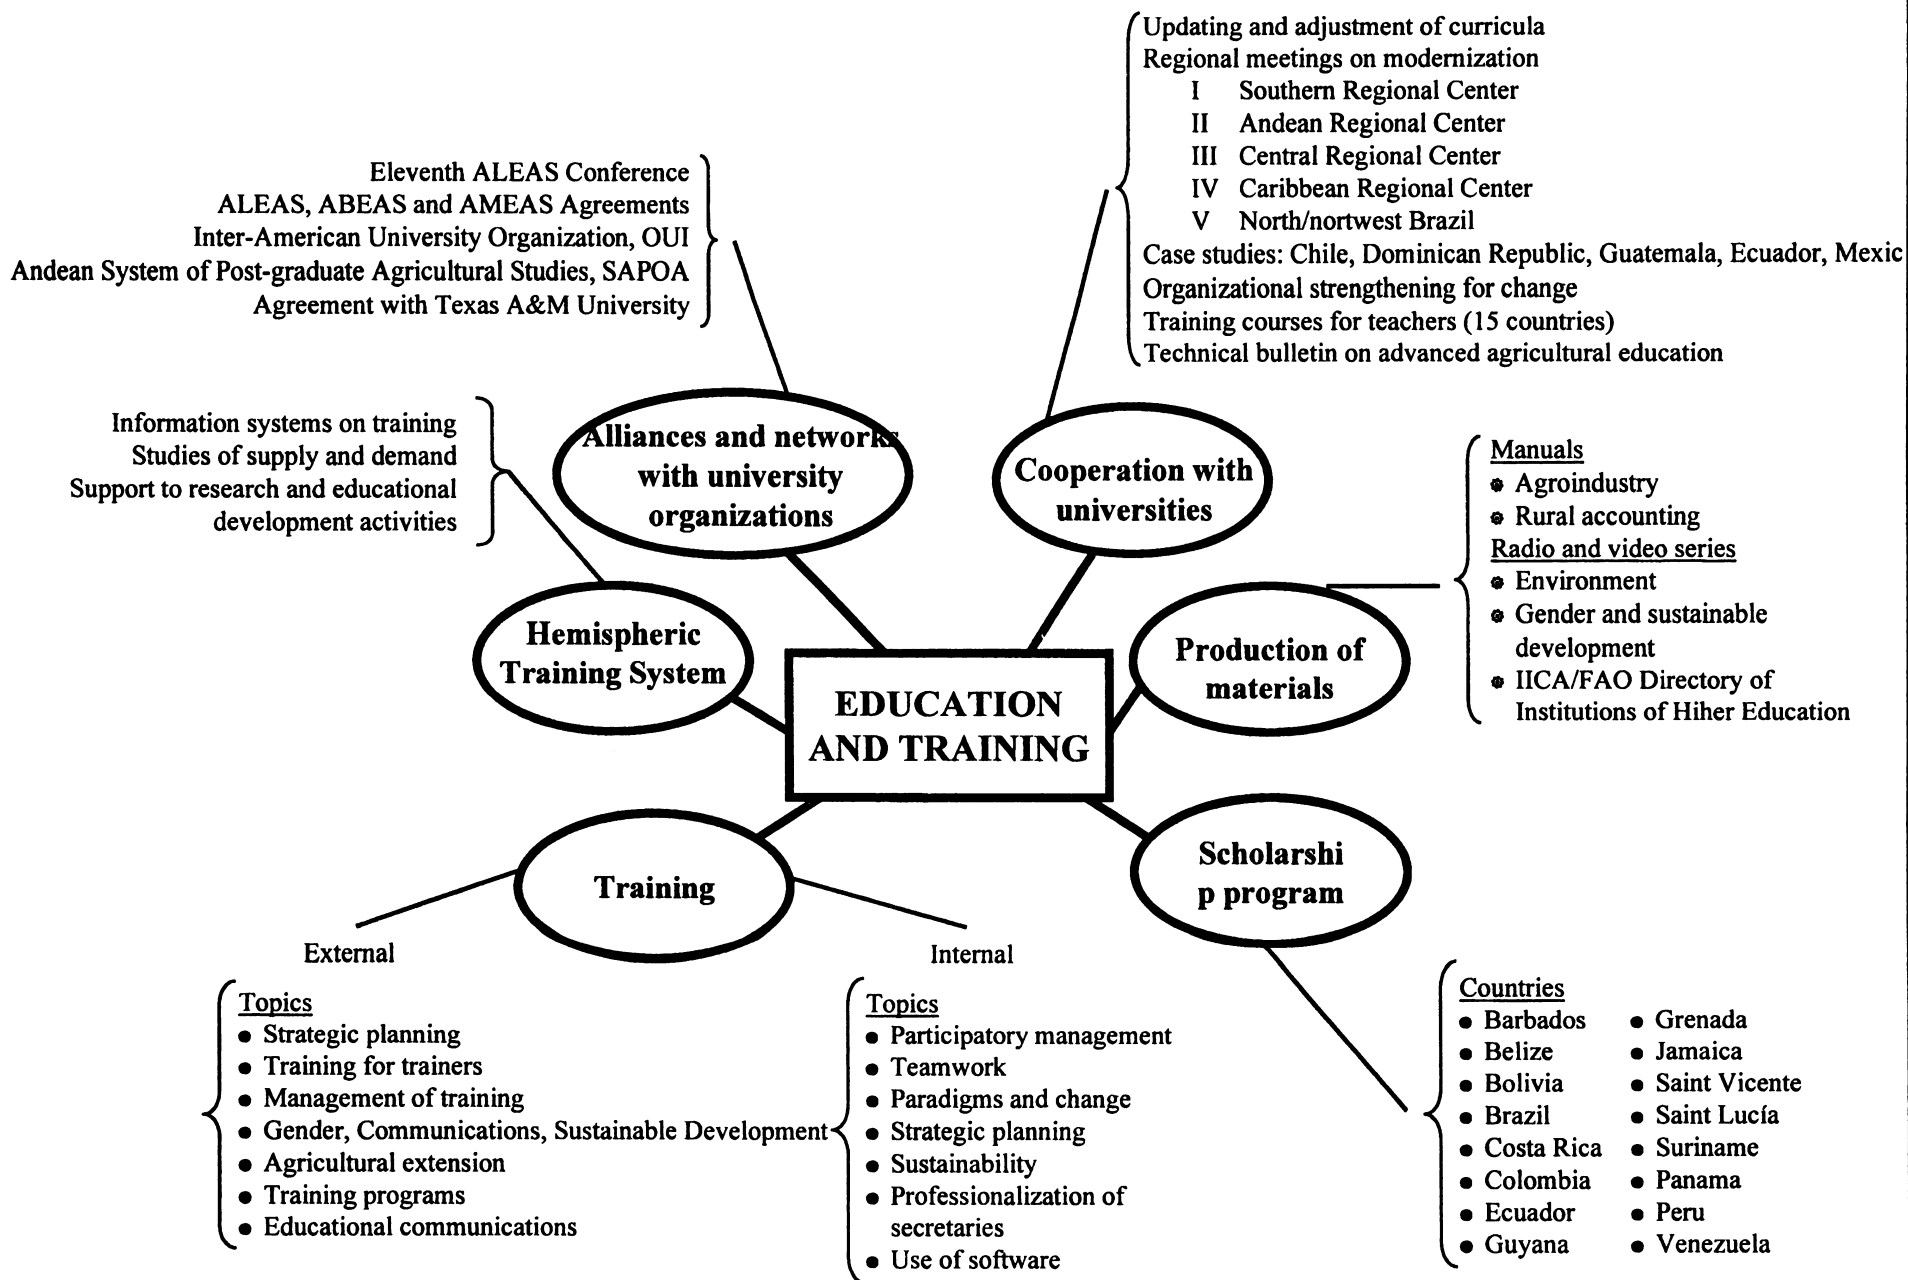 Updating and adjustment of curricula
Regional meetings on modernization
I Southern Regional Center
II Andean Regional Center
III Central Regional Center
IV Caribbean Regional Center
V North/nortwest Brazil
Case studies: Chile, Dominican Republic, Guatemala, Ecuador, Mexic
Organizational strengthening for change
Training courses for teachers (15 countries)
Technical bulletin on advanced agricultural education
Eleventh ALEAS Conference
ALEAS, ABEAS and AMEAS Agreements
Inter-American University Organization, OUI
Andean System of Post-graduate Agricultural Studies, SAPOA
Agreement with Texas A&M University
Information systems on training
Studies of supply and demand
Support to research and educational
development activities
Alliances and networks
with university
organizations
Cooperation with
universities
Manuals
● Agroindustry
● Rural accounting
Radio and video series
● Environment
● Gender and sustainable
development
● IICA/FAO Directory of
Institutions of Hiher Education
Hemispheric
Training System
Production of
materials
EDUCATION
AND TRAINING
Training
Scholarshi
p program
External
Topics
● Strategic planning
● Training for trainers
● Management of training
● Gender, Communications, Sustainable Development
● Agricultural extension
● Training programs
● Educational communications
Internal
Topics
● Participatory management
● Teamwork
● Paradigms and change
● Strategic planning
● Sustainability
● Professionalization of
secretaries
● Use of software
Countries
● Barbados
● Belize
● Bolivia
● Brazil
● Costa Rica
● Colombia
● Ecuador
● Guyana
● Grenada
● Jamaica
● Saint Vicente
● Saint Lucía
● Suriname
● Panama
● Peru
● Venezuela